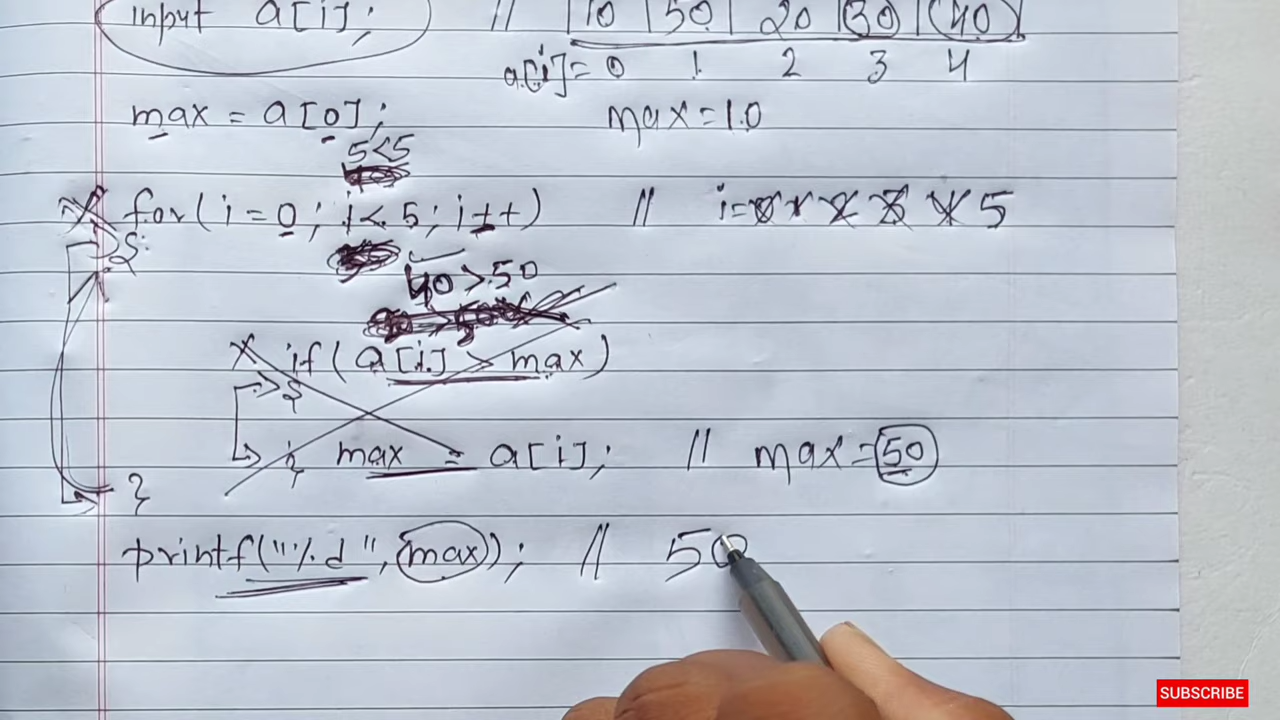 input a[i]; // 10 50 20 30 40
a[i]= 0 1 2 3 4
max = a[0]; max=10
5<5
for(i=0; i<5; i++) // i=0 1 2 3 4 5
{
40>50
if(a[i] > max)
{
} max = a[i]; // max=50
}
printf("%d", max); // 50
SUBSCRIBE